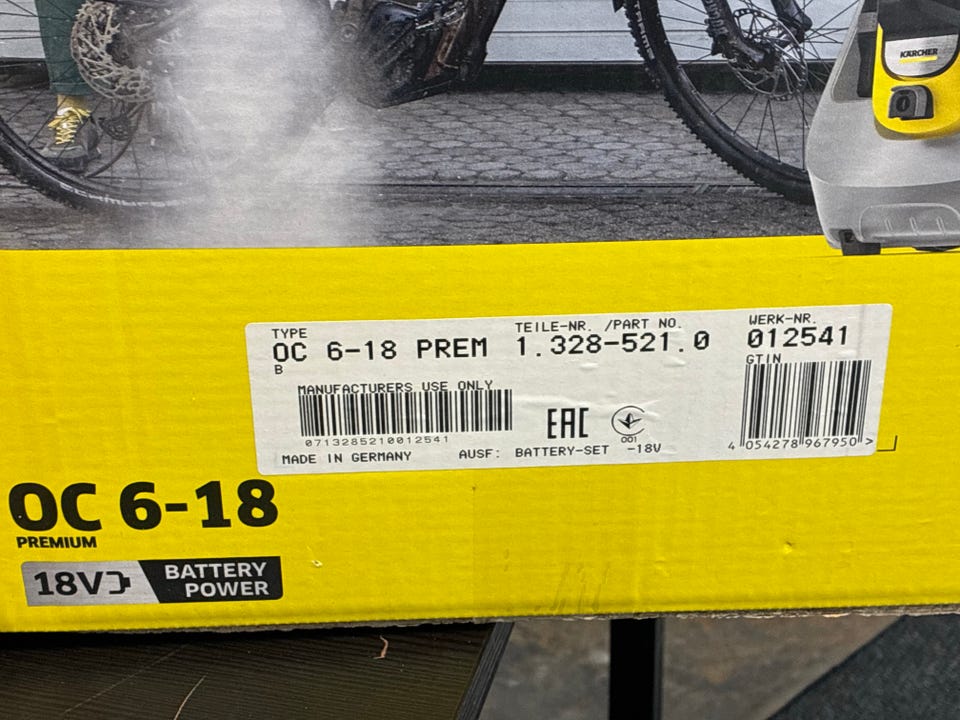 KÄRCHER
TYPE TEILE-NR. /PART NO. WERK-NR.
OC 6-18 PREM 1.328-521.0 012541
B GTIN
MANUFACTURERS USE ONLY
0713285210012541
EAC
001
4 054278 967950 >
MADE IN GERMANY AUSF: BATTERY-SET -18V
OC 6-18
PREMIUM
18V BATTERY
POWER